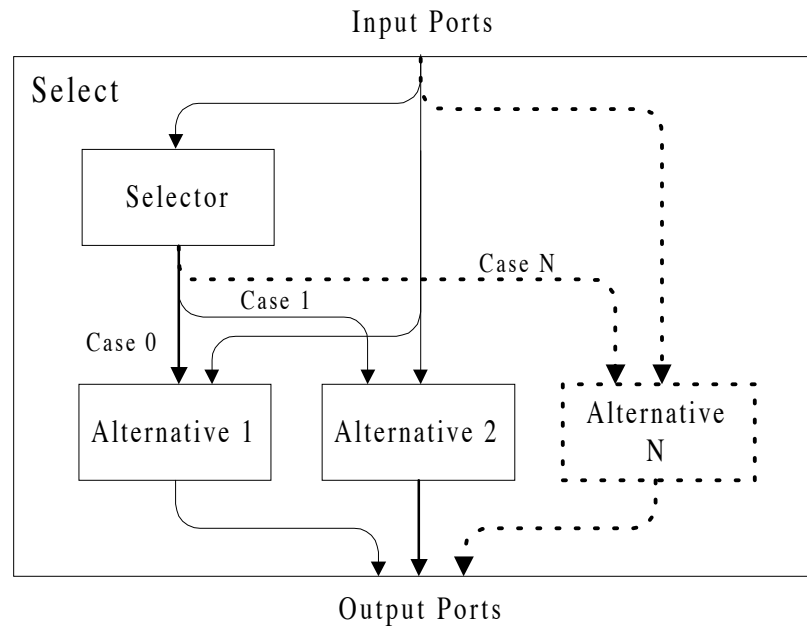 Input Ports
Select
Selector
Case N
Case 1
Case 0
Alternative 1
Alternative 2
Alternative
N
Output Ports